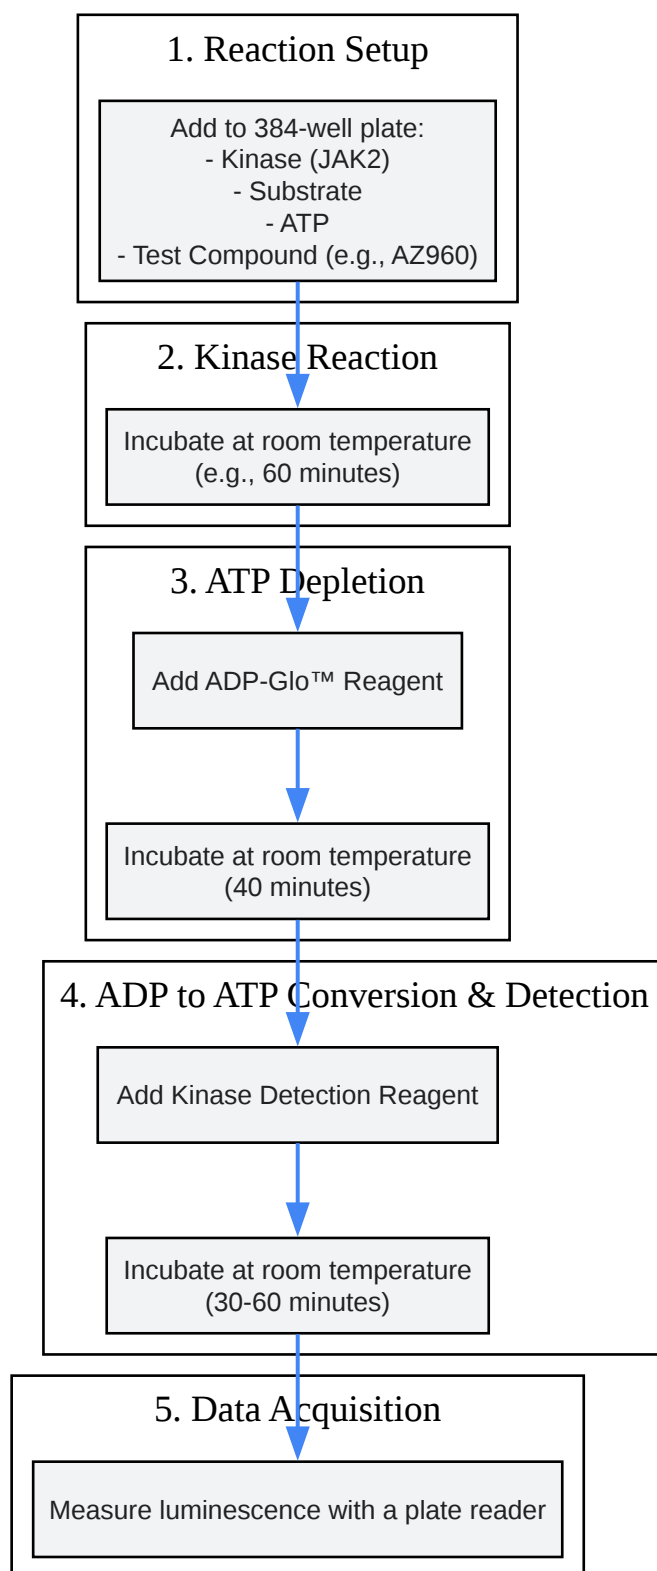 1. Reaction Setup
Add to 384-well plate:
- Kinase (JAK2)
- Substrate
- ATP
- Test Compound (e.g., AZ960)
2. Kinase Reaction
Incubate at room temperature
(e.g., 60 minutes)
3. ATP Depletion
Add ADP-Glo™ Reagent
Incubate at room temperature
(40 minutes)
4. ADP to ATP Conversion & Detection
Add Kinase Detection Reagent
Incubate at room temperature
(30-60 minutes)
5. Data Acquisition
Measure luminescence with a plate reader